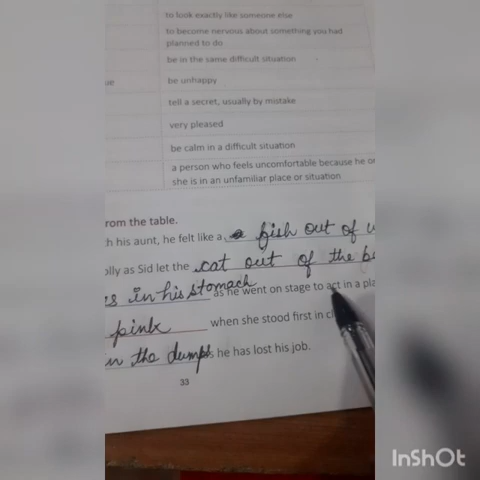 to look exactly like someone else
to become nervous about something you had
planned to do
be in the same difficult situation
ue be unhappy
tell a secret, usually by mistake
very pleased
be calm in a difficult situation
a person who feels uncomfortable because he or
she is in an unfamiliar place or situation
from the table.
h his aunt, he felt like a fish out of
olly as Sid let the cat out of the
in his stomach as he went on stage to act in a pla
pink when she stood first in cl
in the dumps he has lost his job.
33
InShOt